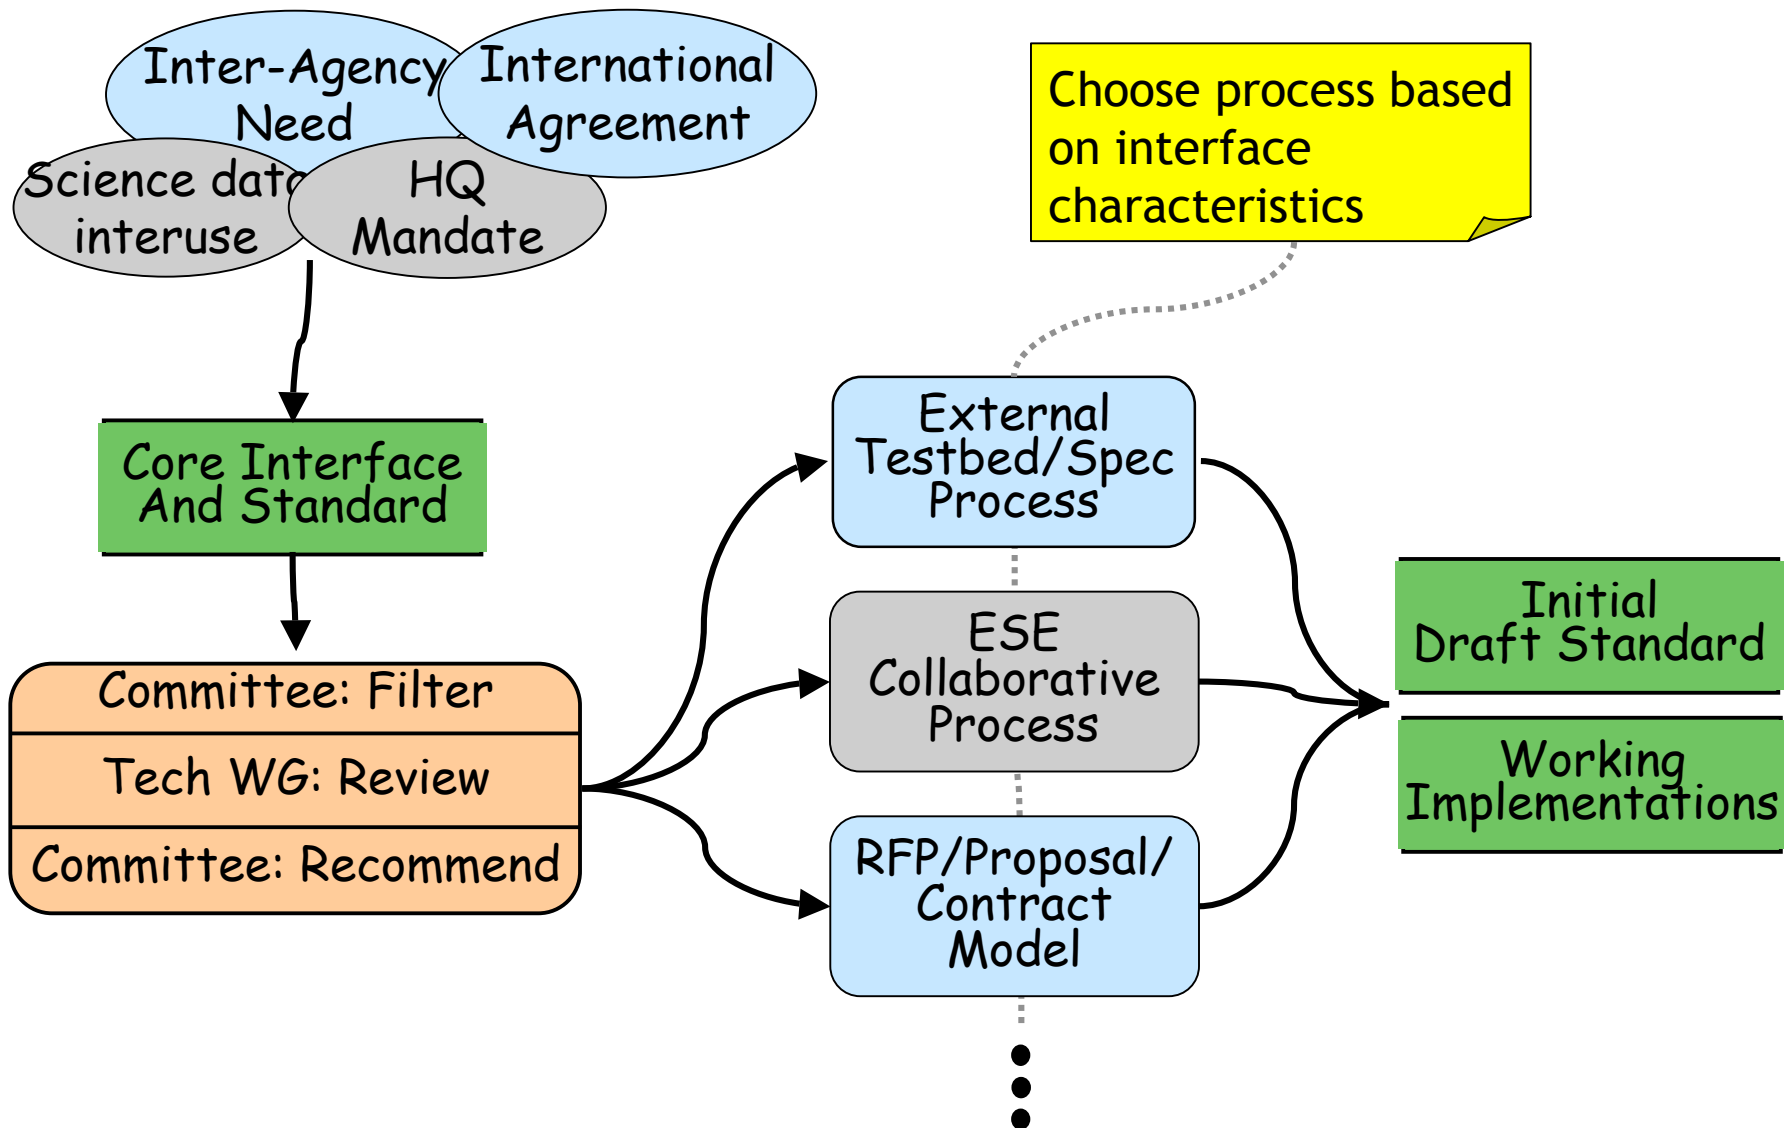 Inter-Agency
Need
International
Agreement
Science data
interuse
HQ
Mandate
Choose process based
on interface
characteristics
Core Interface
And Standard
Committee: Filter
Tech WG: Review
Committee: Recommend
External
Testbed/Spec
Process
ESE
Collaborative
Process
RFP/Proposal/
Contract
Model
Initial
Draft Standard
Working
Implementations